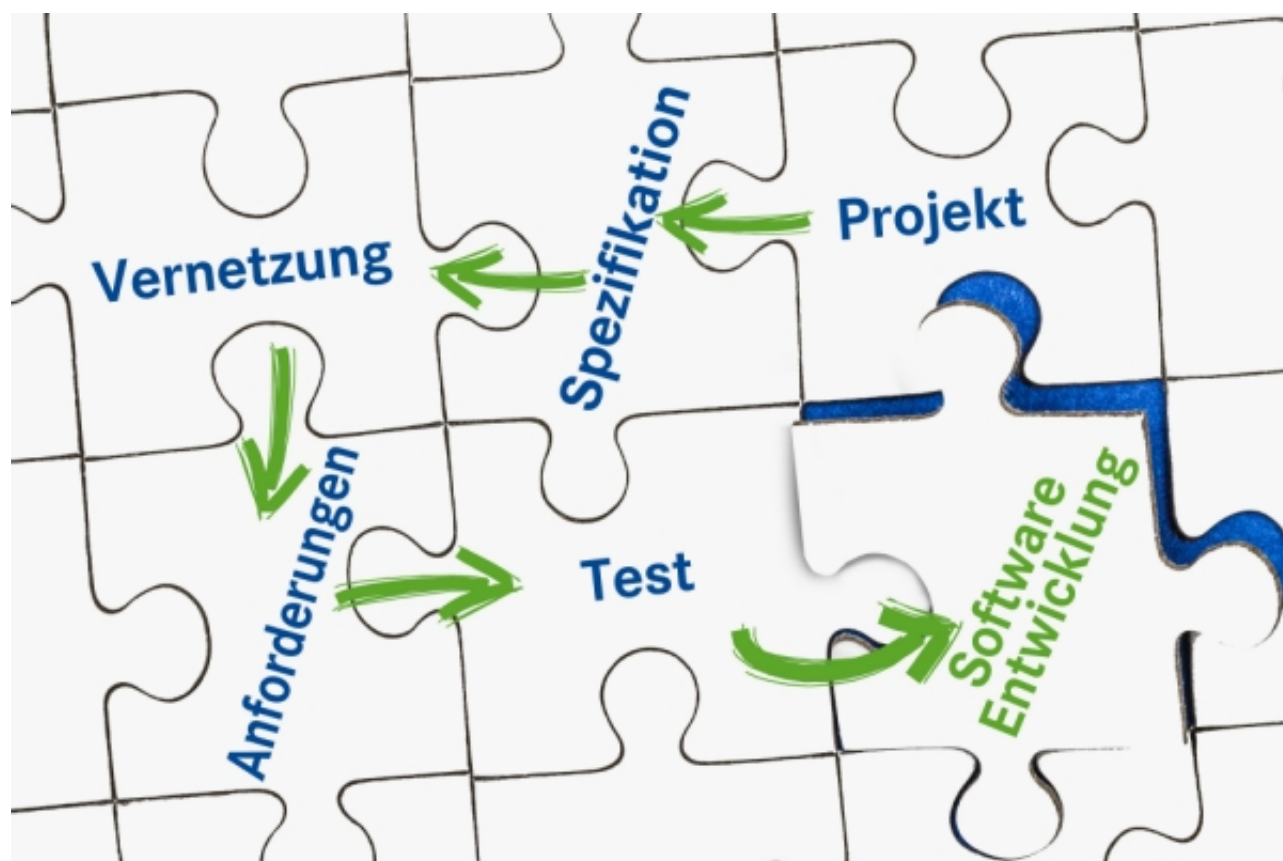 Projekt
Spezifikation
Vernetzung
Anforderungen
Test
Software
Entwicklung